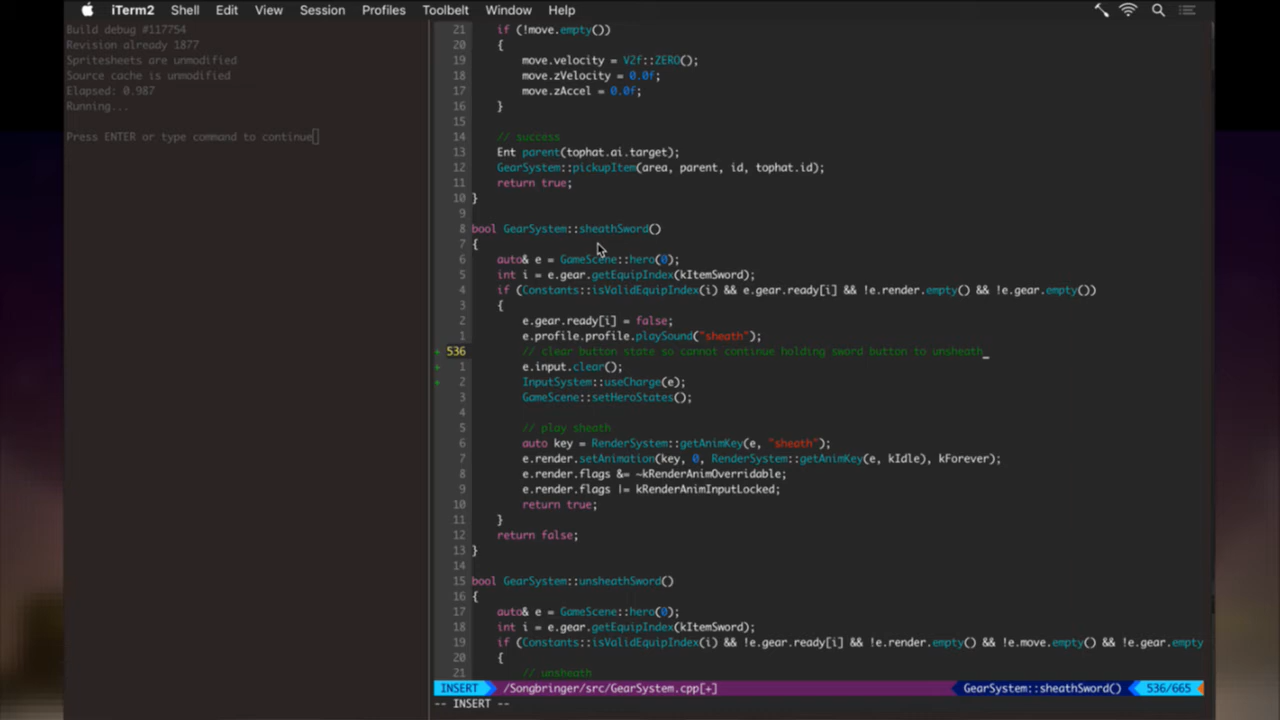 iTerm2 Shell Edit View Session Profiles Toolbelt Window Help
Build debug #117754
Revision already 1877
Spritesheets are unmodified
Source cache is unmodified
Elapsed: 0.987
Running...
Press ENTER or type command to continue
21 if (!move.empty())
20 {
19 move.velocity = V2f::ZERO();
18 move.zVelocity = 0.0f;
17 move.zAccel = 0.0f;
16 }
15
14 // success
13 Ent parent(tophat.ai.target);
12 GearSystem::pickupItem(area, parent, id, tophat.id);
11 return true;
10 }
9
8 bool GearSystem::sheathSword()
7 {
6 auto& e = GameScene::hero(0);
5 int i = e.gear.getEquipIndex(kItemSword);
4 if (Constants::isValidEquipIndex(i) && e.gear.ready[i] && !e.render.empty() && !e.gear.empty())
3 {
2 e.gear.ready[i] = false;
1 e.profile.profile.playSound("sheath");
+ 536 // clear button state so cannot continue holding sword button to unsheath_
+ 1 e.input.clear();
+ 2 InputSystem::useCharge(e);
3 GameScene::setHeroStates();
4
5 // play sheath
6 auto key = RenderSystem::getAnimKey(e, "sheath");
7 e.render.setAnimation(key, 0, RenderSystem::getAnimKey(e, kIdle), kForever);
8 e.render.flags &= ~kRenderAnimOverridable;
9 e.render.flags |= kRenderAnimInputLocked;
10 return true;
11 }
12 return false;
13 }
14
15 bool GearSystem::unsheathSword()
16 {
17 auto& e = GameScene::hero(0);
18 int i = e.gear.getEquipIndex(kItemSword);
19 if (Constants::isValidEquipIndex(i) && !e.gear.ready[i] && !e.render.empty() && !e.move.empty() && !e.gear.empty
20 {
21 // unsheath
INSERT /Songbringer/src/GearSystem.cpp[+] GearSystem::sheathSword() 536/665
-- INSERT --